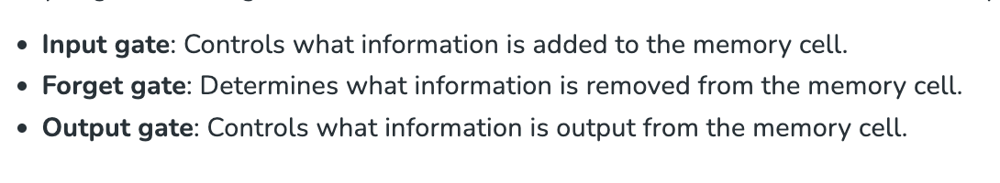 • Input gate: Controls what information is added to the memory cell.
• Forget gate: Determines what information is removed from the memory cell.
• Output gate: Controls what information is output from the memory cell.